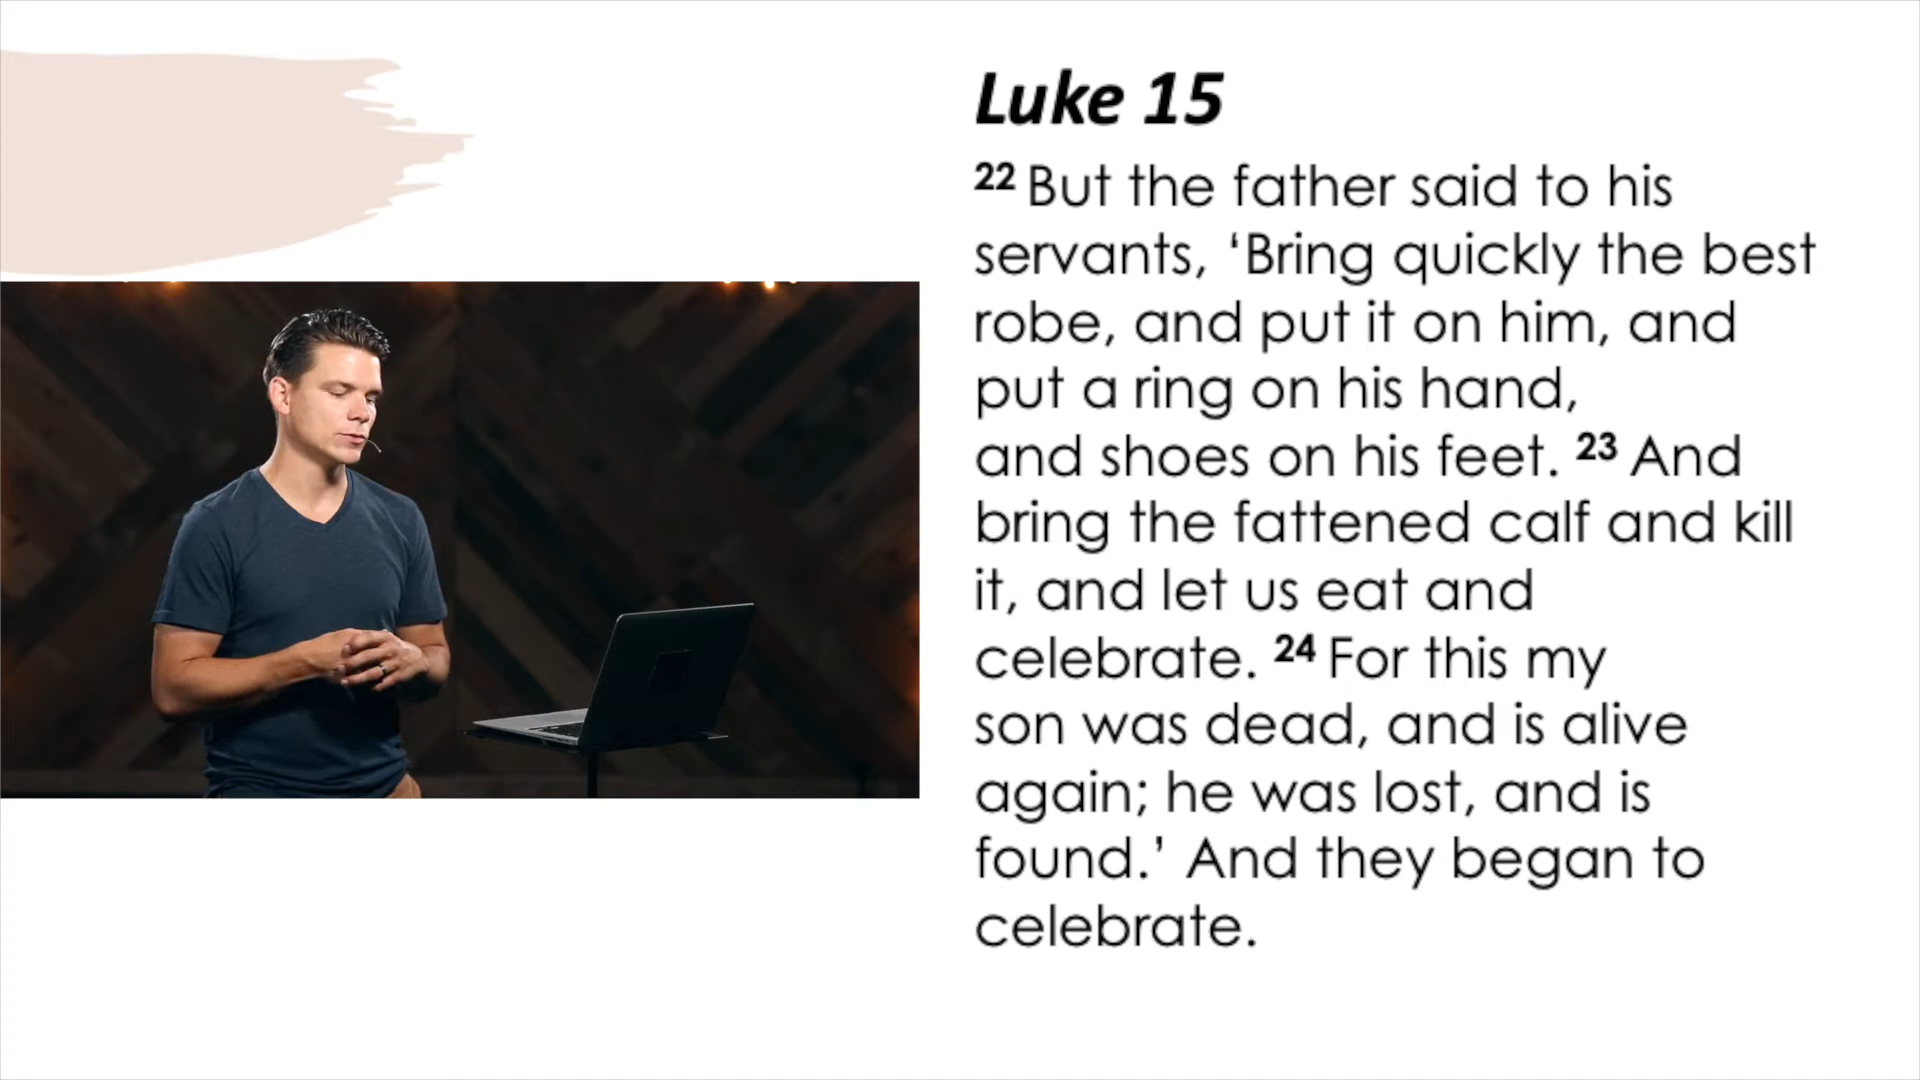 Luke 15
22 But the father said to his
servants, ‘Bring quickly the best
robe, and put it on him, and
put a ring on his hand,
and shoes on his feet. 23 And
bring the fattened calf and kill
it, and let us eat and
celebrate. 24 For this my
son was dead, and is alive
again; he was lost, and is
found.’ And they began to
celebrate.